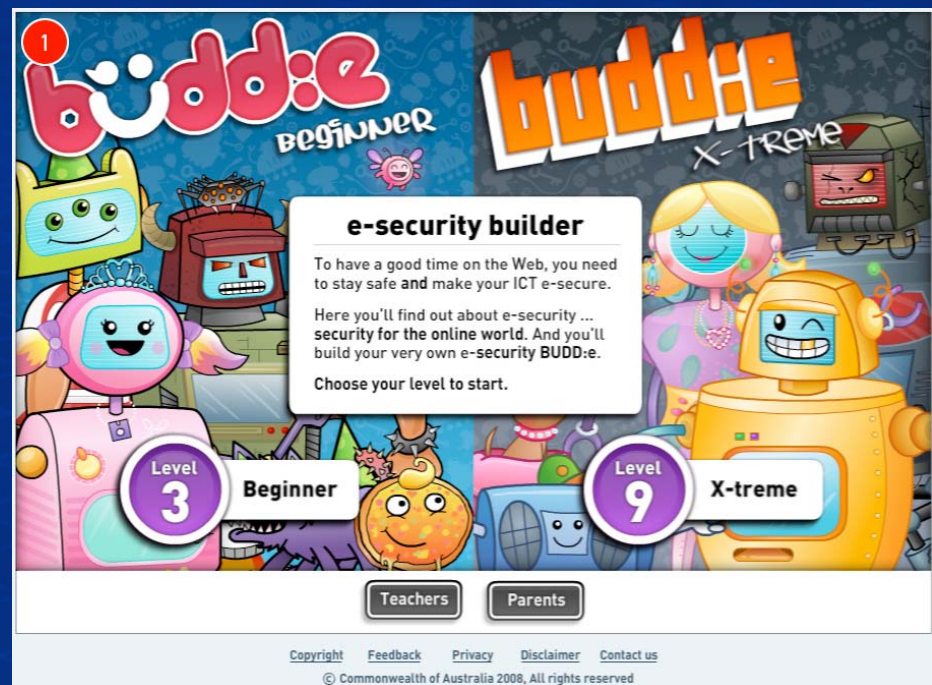 1
büdd:e
BEGINNER
budd:e
X-TREME
e-security builder
To have a good time on the Web, you need
to stay safe and make your ICT e-secure.
Here you'll find out about e-security ...
security for the online world. And you'll
build your very own e-security BUDD:e.
Choose your level to start.
Level
3
Beginner
Level
9
X-treme
Teachers
Parents
Copyright Feedback Privacy Disclaimer Contact us
© Commonwealth of Australia 2008, All rights reserved